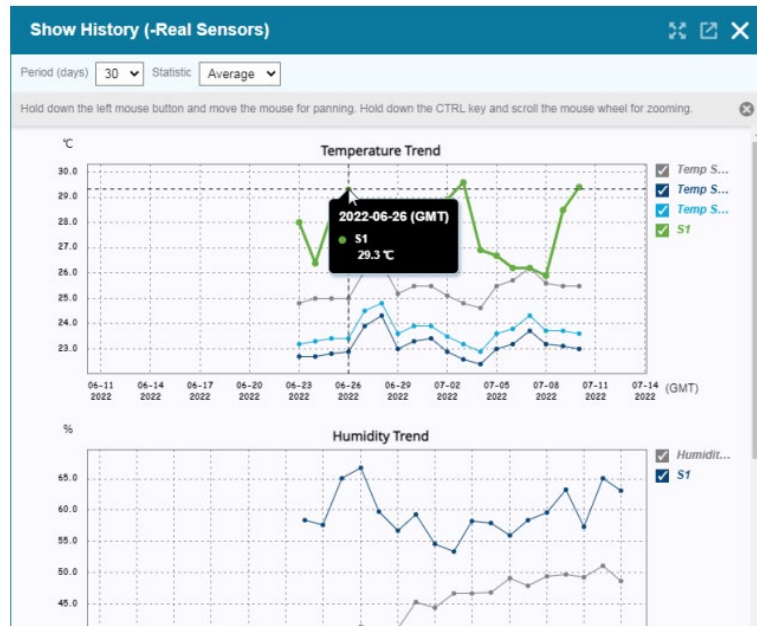 Show History (-Real Sensors)
Period (days) 30 Statistic Average
Hold down the left mouse button and move the mouse for panning. Hold down the CTRL key and scroll the mouse wheel for zooming.
℃
Temperature Trend
30.0
29.0
28.0
27.0
26.0
25.0
24.0
23.0
2022-06-26 (GMT)
S1
29.3 ℃
Temp S...
Temp S...
Temp S...
S1
06-11 06-14 06-17 06-20 06-23 06-26 06-29 07-02 07-05 07-08 07-11 07-14 (GMT)
2022 2022 2022 2022 2022 2022 2022 2022 2022 2022 2022 2022
%
Humidity Trend
65.0
60.0
55.0
50.0
45.0
Humidit...
S1